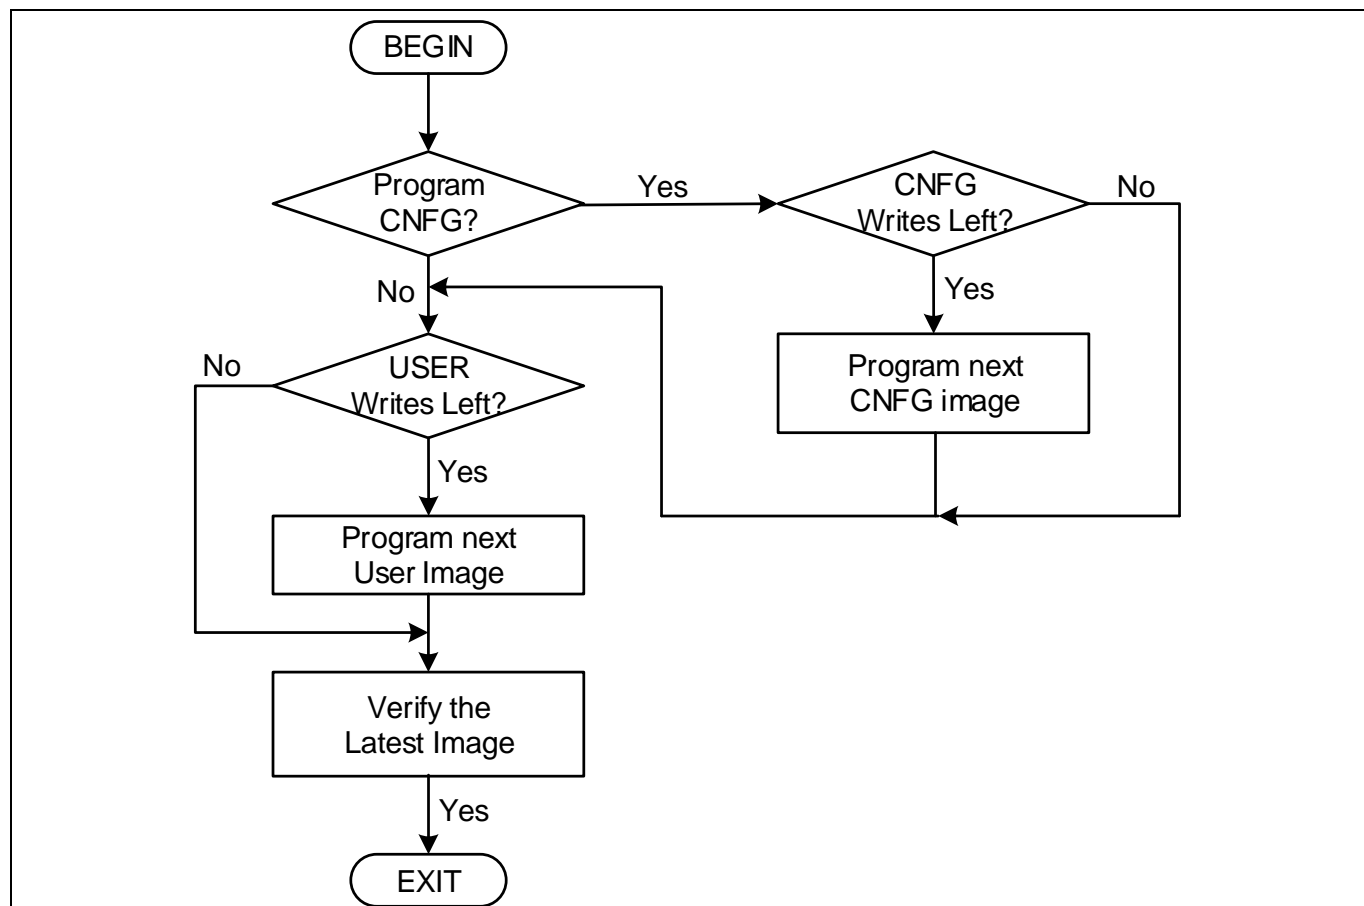 BEGIN
Program
CNFG?
Yes
CNFG
Writes Left?
No
No
Yes
No
USER
Writes Left?
Program next
CNFG image
Yes
Program next
User Image
Verify the
Latest Image
Yes
EXIT